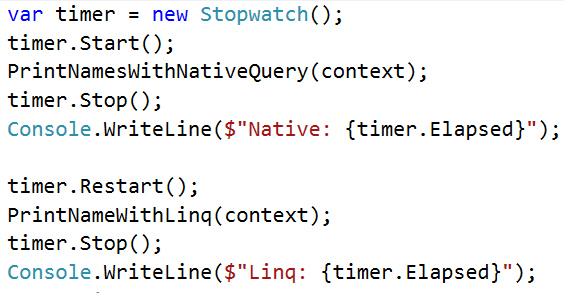 var timer = new Stopwatch();
timer.Start();
PrintNamesWithNativeQuery(context);
timer.Stop();
Console.WriteLine($"Native: {timer.Elapsed}");
timer.Restart();
PrintNameWithLinq(context);
timer.Stop();
Console.WriteLine($"Linq: {timer.Elapsed}");